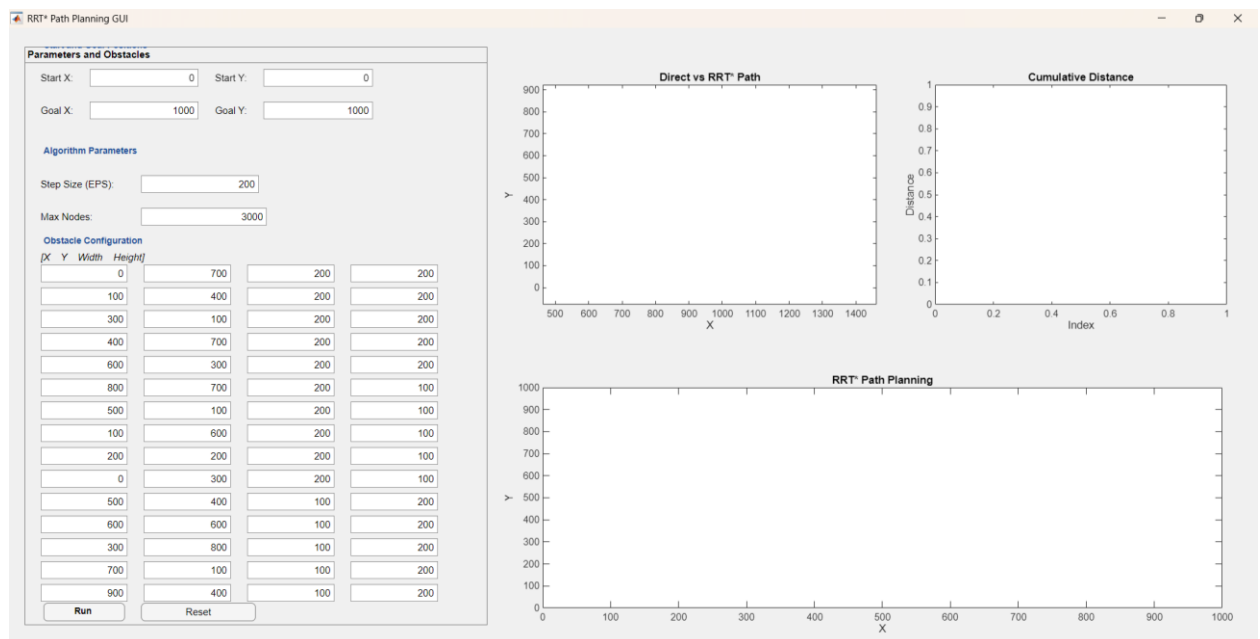 RRT* Path Planning GUI
Parameters and Obstacles
Start X: 0 Start Y: 0
Goal X: 1000 Goal Y: 1000
Algorithm Parameters
Step Size (EPS): 200
Max Nodes: 3000
Obstacle Configuration
[X Y Width Height]
0 700 200 200
100 400 200 200
300 100 200 200
400 700 200 200
600 300 200 200
800 700 200 100
500 100 200 100
100 600 200 100
200 200 200 100
0 300 200 100
500 400 100 200
600 600 100 200
300 800 100 200
700 100 100 200
900 400 100 200
Run Reset
Direct vs RRT* Path
900
800
700
600
500
400
300
200
100
0
Y
500 600 700 800 900 1000 1100 1200 1300 1400
X
Cumulative Distance
1
0.9
0.8
0.7
0.6
0.5
0.4
0.3
0.2
0.1
0
Distance
0 0.2 0.4 0.6 0.8 1
Index
RRT* Path Planning
1000
900
800
700
600
500
400
300
200
100
0
Y
0 100 200 300 400 500 600 700 800 900 1000
X